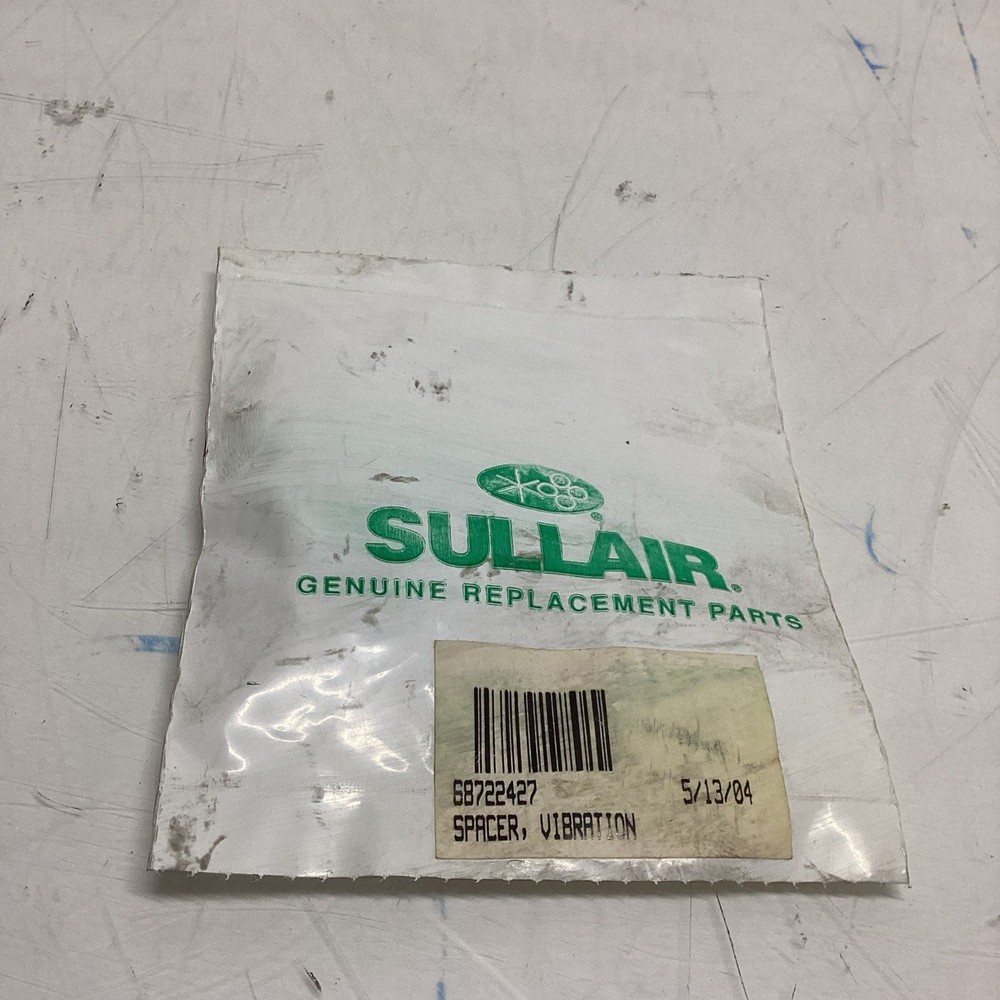 SULLAIR®
GENUINE REPLACEMENT PARTS
68722427 5/13/04
SPACER, VIBRATION